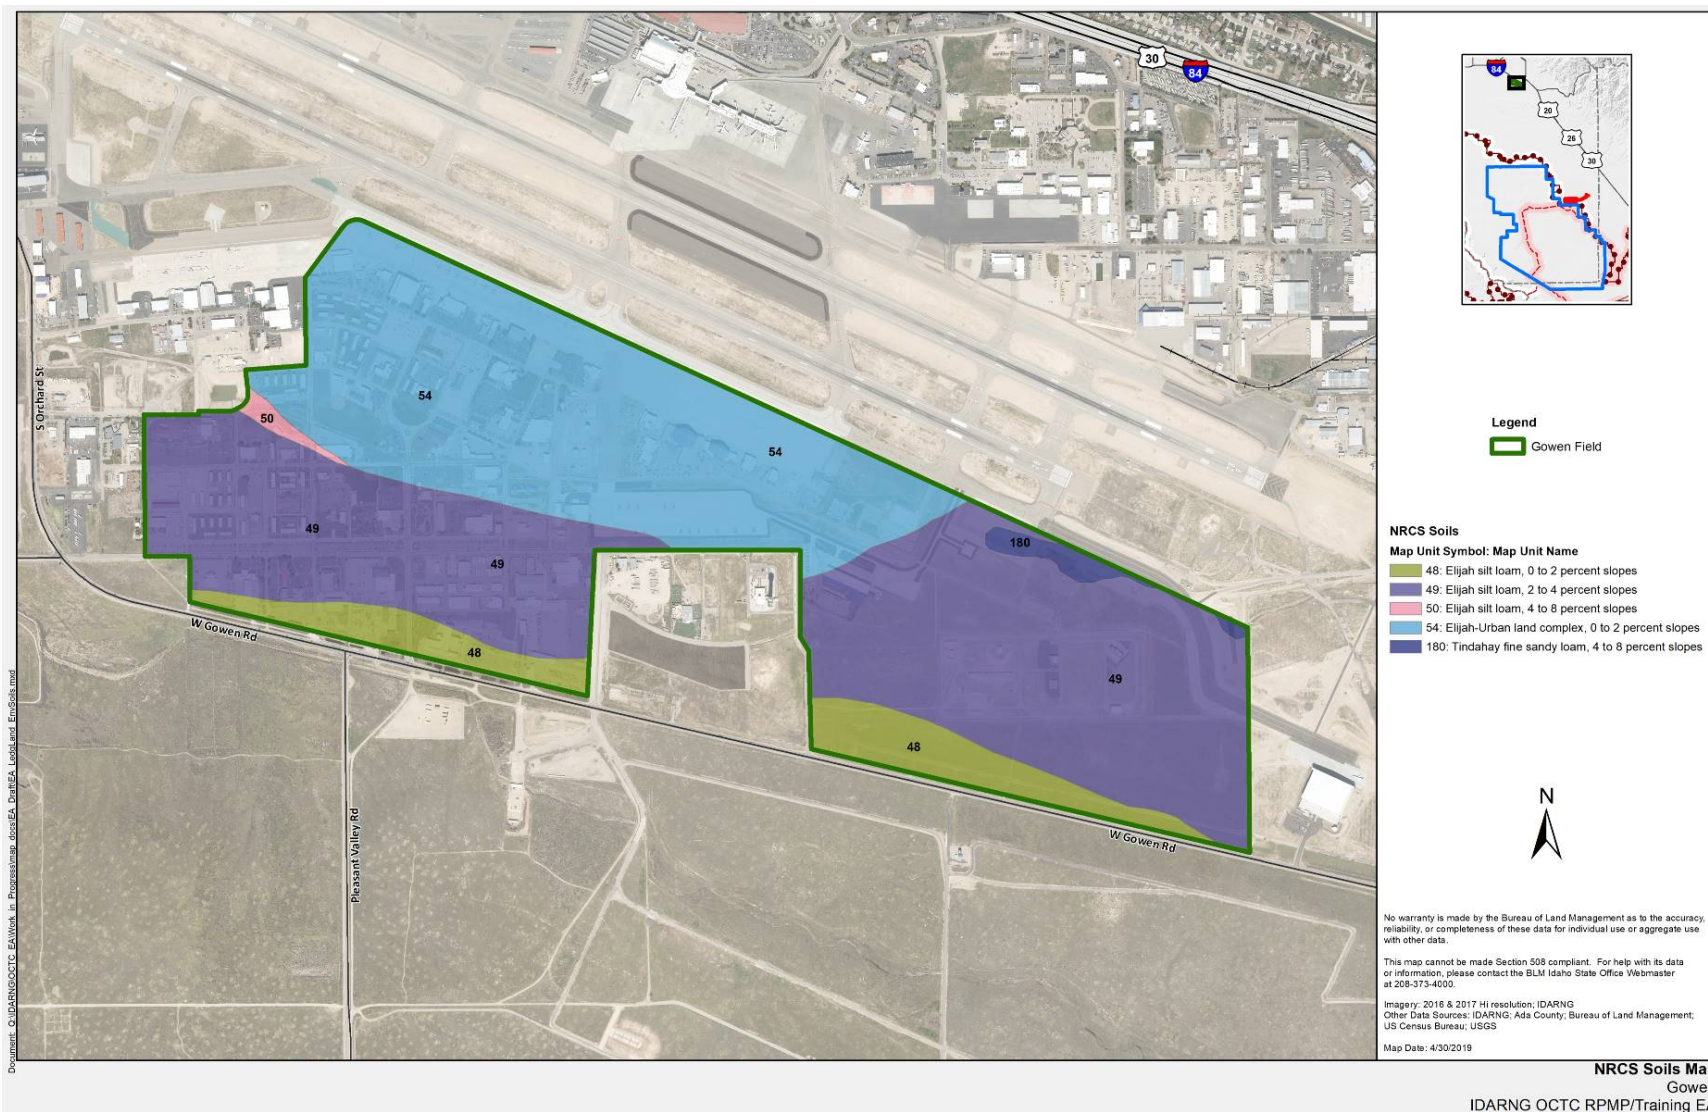 30
84
S Orchard St
54
50
54
49
49
180
W Gowen Rd
48
49
48
W Gowen Rd
Pleasant Valley Rd
84
20
26
30
Legend
Gowen Field
NRCS Soils
Map Unit Symbol: Map Unit Name
48: Elijah silt loam, 0 to 2 percent slopes
49: Elijah silt loam, 2 to 4 percent slopes
50: Elijah silt loam, 4 to 8 percent slopes
54: Elijah-Urban land complex, 0 to 2 percent slopes
180: Tindahay fine sandy loam, 4 to 8 percent slopes
N
No warranty is made by the Bureau of Land Management as to the accuracy,
reliability, or completeness of these data for individual use or aggregate use
with other data.
This map cannot be made Section 508 compliant. For help with its data
or information, please contact the BLM Idaho State Office Webmaster
at 208-373-4000.
Imagery: 2016 & 2017 Hi resolution; IDARNG
Other Data Sources: IDARNG; Ada County; Bureau of Land Management;
US Census Bureau; USGS
Map Date: 4/30/2019
NRCS Soils Ma
Gowe
IDARNG OCTC RPMP/Training EA
Document: Q:\IDARNG\OCTC_EA\Work_in_Progress\map_docs\EA_Draft\EA_LedgLand_EnvSoils.mxd